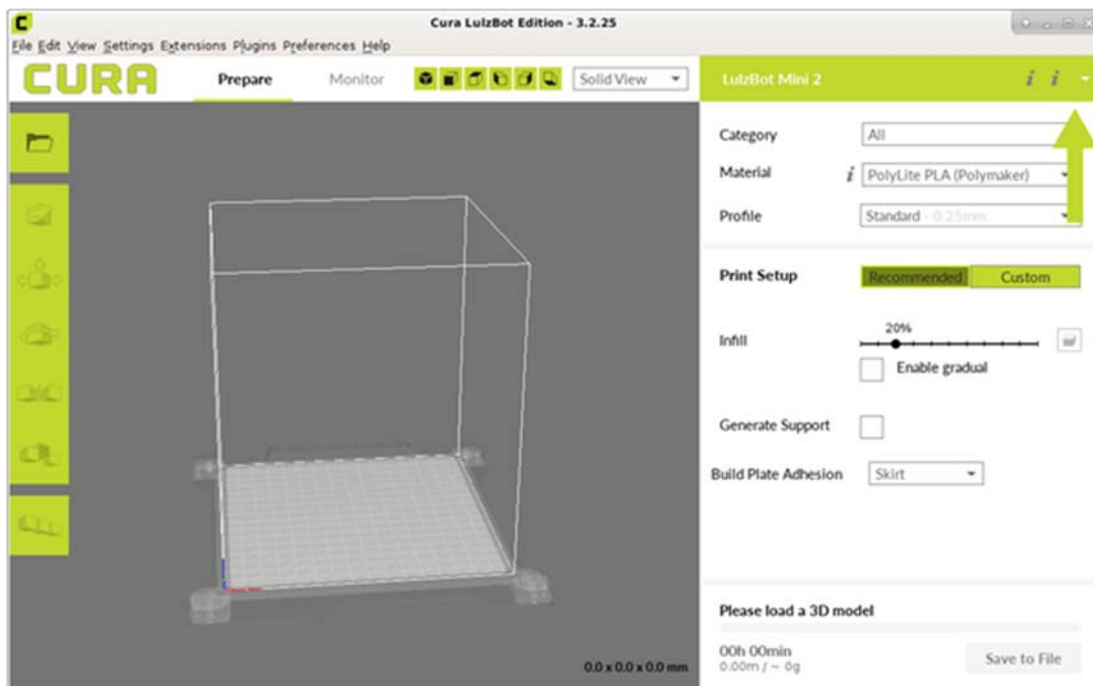 Cura LulzBot Edition - 3.2.25
File Edit View Settings Extensions Plugins Preferences Help
CURA Prepare Monitor Solid View LulzBot Mini 2 i i
Category All
Material i PolyLite PLA (Polymaker)
Profile Standard - 0.25mm
Print Setup Recommended Custom
20%
Infill
Enable gradual
Generate Support
Build Plate Adhesion Skirt
Please load a 3D model
00h 00min
0.00m / ~ 0g
Save to File
0.0 x 0.0 x 0.0 mm